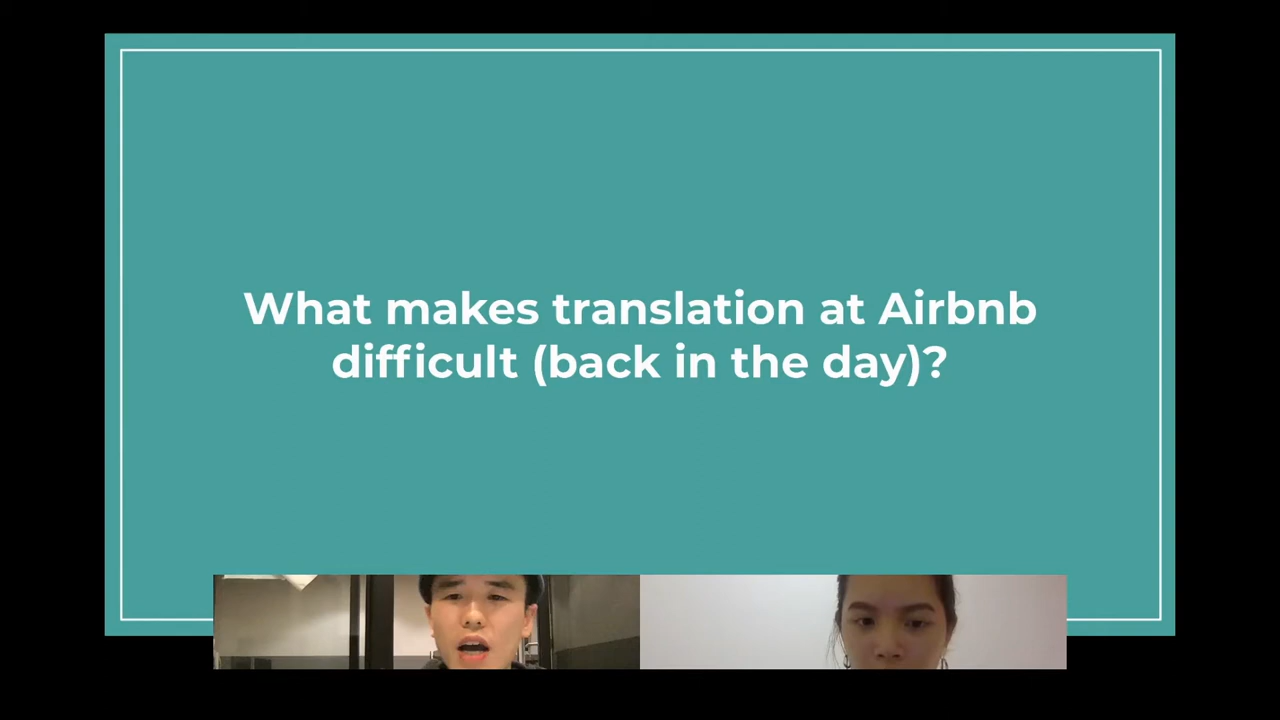 What makes translation at Airbnb
difficult (back in the day)?